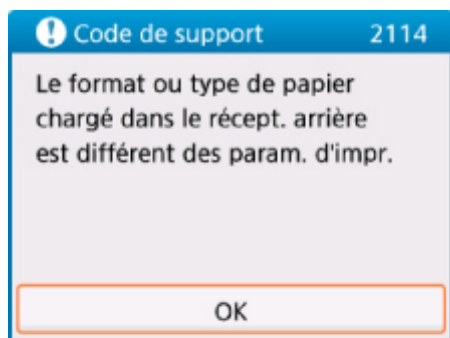 Code de support 2114
Le format ou type de papier
chargé dans le récept. arrière
est différent des param. d'impr.
OK